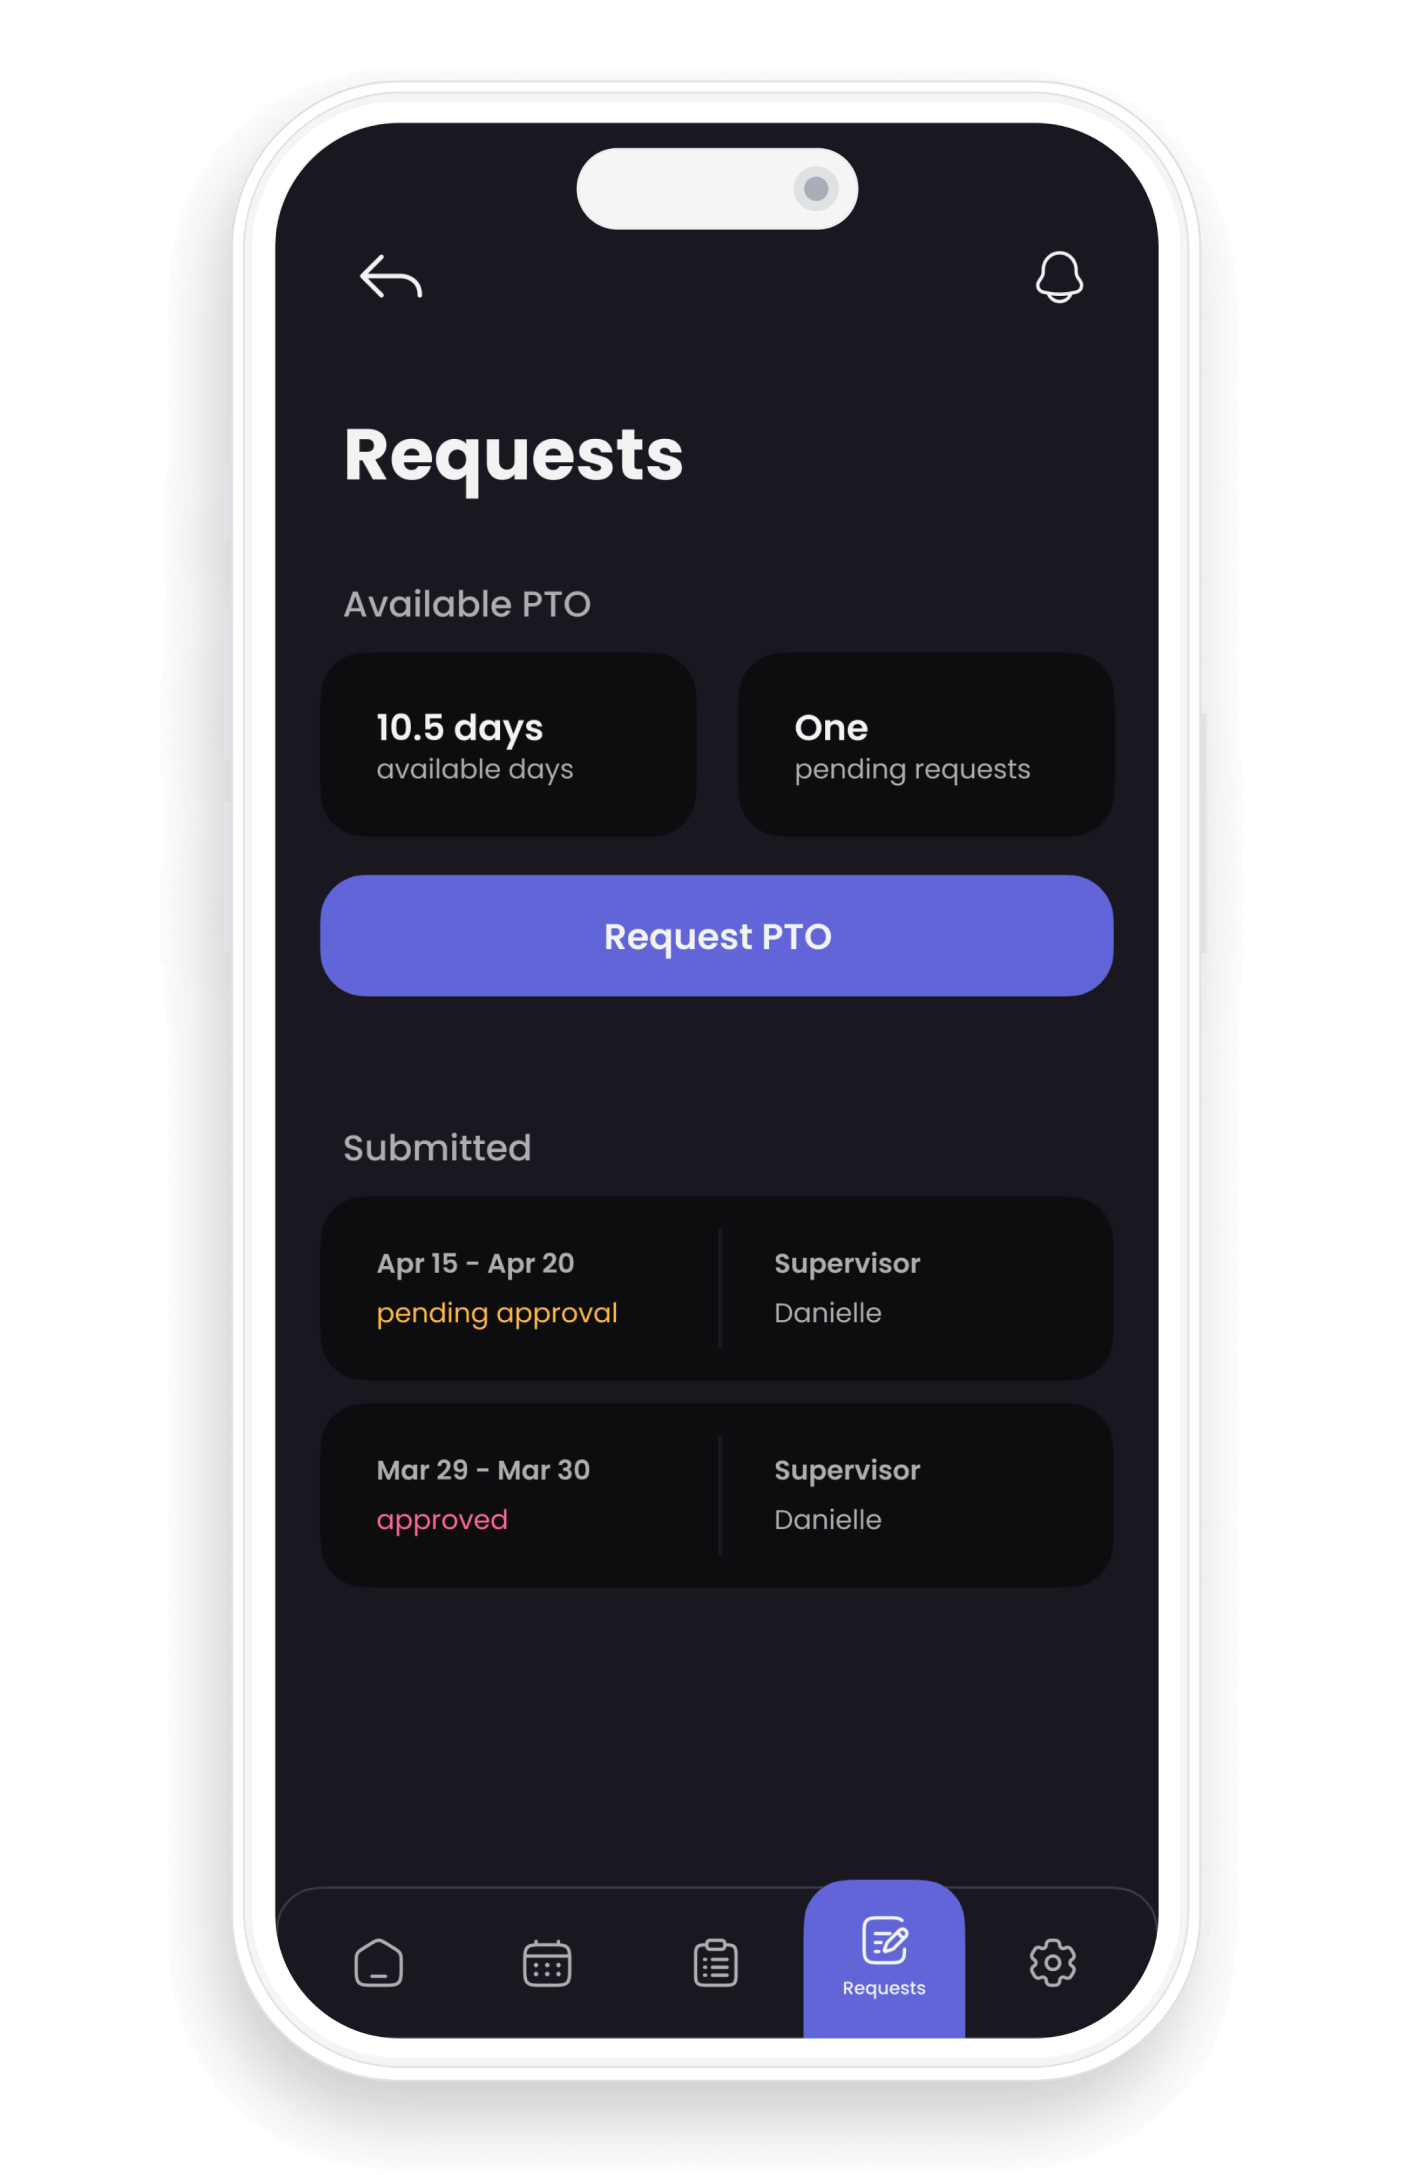 Requests
Available PTO
10.5 days
available days
One
pending requests
Request PTO
Submitted
Apr 15 - Apr 20
pending approval
Supervisor
Danielle
Mar 29 - Mar 30
approved
Supervisor
Danielle
Requests